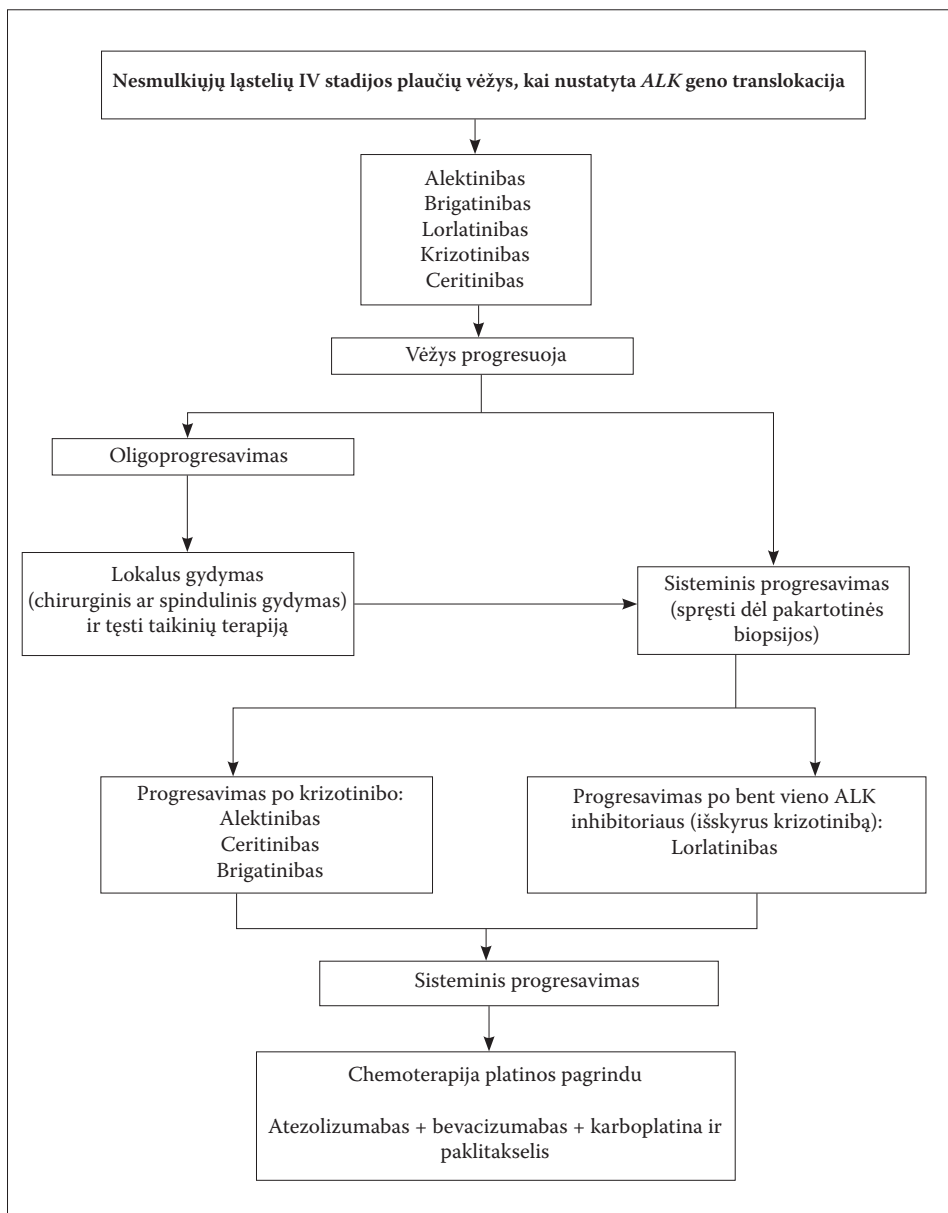 Nesmulkiųjų ląstelių IV stadijos plaučių vėžys, kai nustatyta ALK geno translokacija
Alektinibas
Brigatinibas
Lorlatinibas
Krizotinibas
Ceritinibas
Vėžys progresuoja
Oligoprogresavimas
Lokalus gydymas
(chirurginis ar spindulinis gydymas)
ir tęsti taikinių terapiją
Sisteminis progresavimas
(spręsti dėl pakartotinės
biopsijos)
Progresavimas po krizotinibo:
Alektinibas
Ceritinibas
Brigatinibas
Progresavimas po bent vieno ALK
inhibitoriaus (išskyrus krizotinibą):
Lorlatinibas
Sisteminis progresavimas
Chemoterapija platinos pagrindu
Atezolizumabas + bevacizumabas + karboplatina ir
paklitakselis